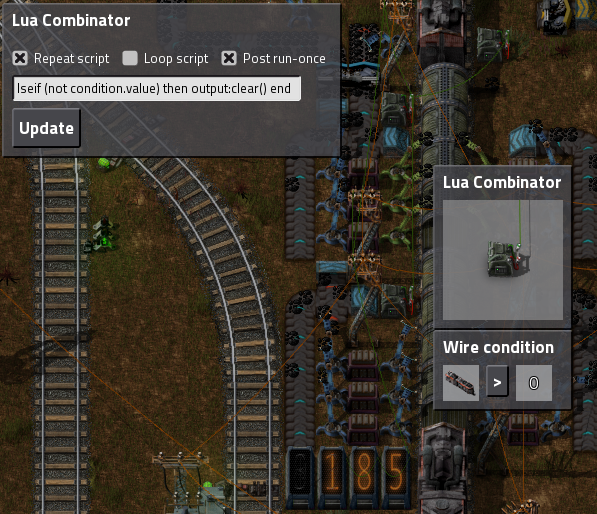 Lua Combinator
Repeat script
Loop script
Post run-once
lseif (not condition.value) then output:clear() end
Update
Lua Combinator
Wire condition
> 0
185